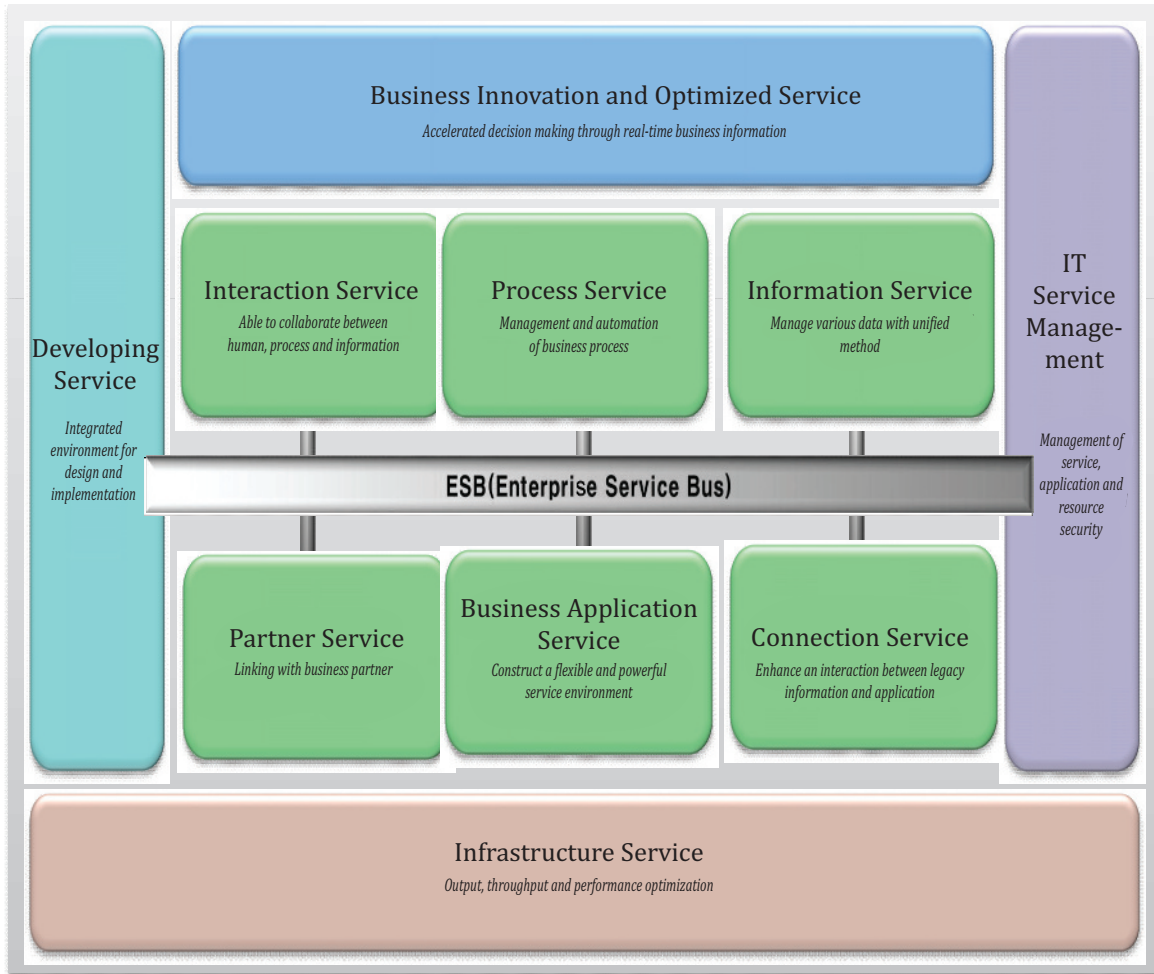 Business Innovation and Optimized Service
Accelerated decision making through real-time business information
Developing
Service
Integrated
environment for
design and
implementation
Interaction Service
Able to collaborate between
human, process and information
Process Service
Management and automation
of business process
Information Service
Manage various data with unified
method
IT
Service
Manage-
ment
Management of
service,
application and
resource
security
ESB(Enterprise Service Bus)
Partner Service
Linking with business partner
Business Application
Service
Construct a flexible and powerful
service environment
Connection Service
Enhance an interaction between legacy
information and application
Infrastructure Service
Output, throughput and performance optimization